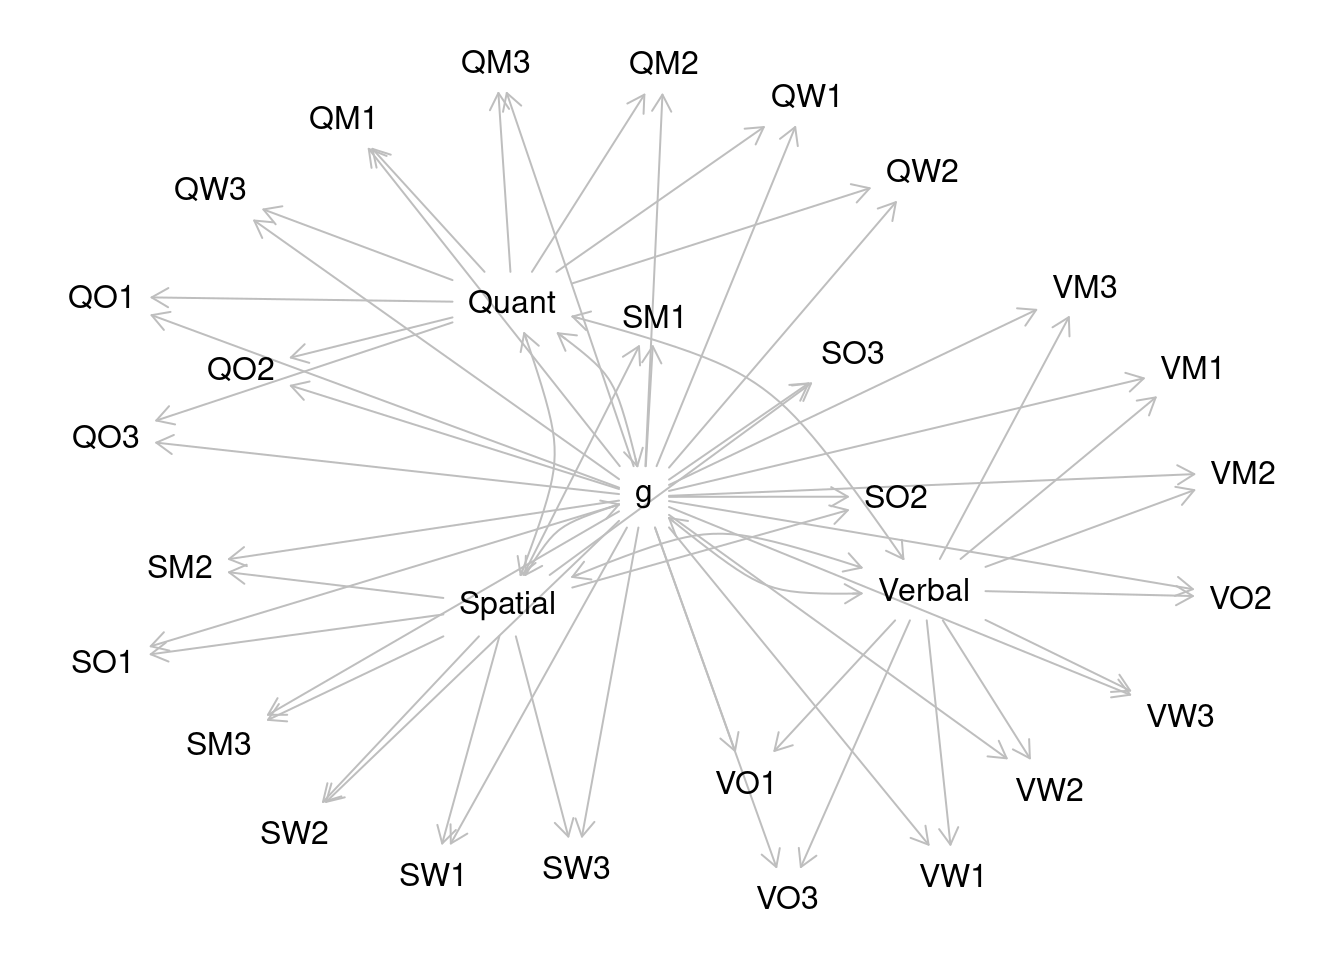 QM3
QM2
QW1
QM1
QW2
QW3
VM3
QO1
Quant
SM1
SO3
QO2
VM1
QO3
VM2
g
SO2
SM2
Verbal
VO2
Spatial
SO1
VW3
SM3
VO1
VW2
SW2
SW3
SW1
VW1
VO3